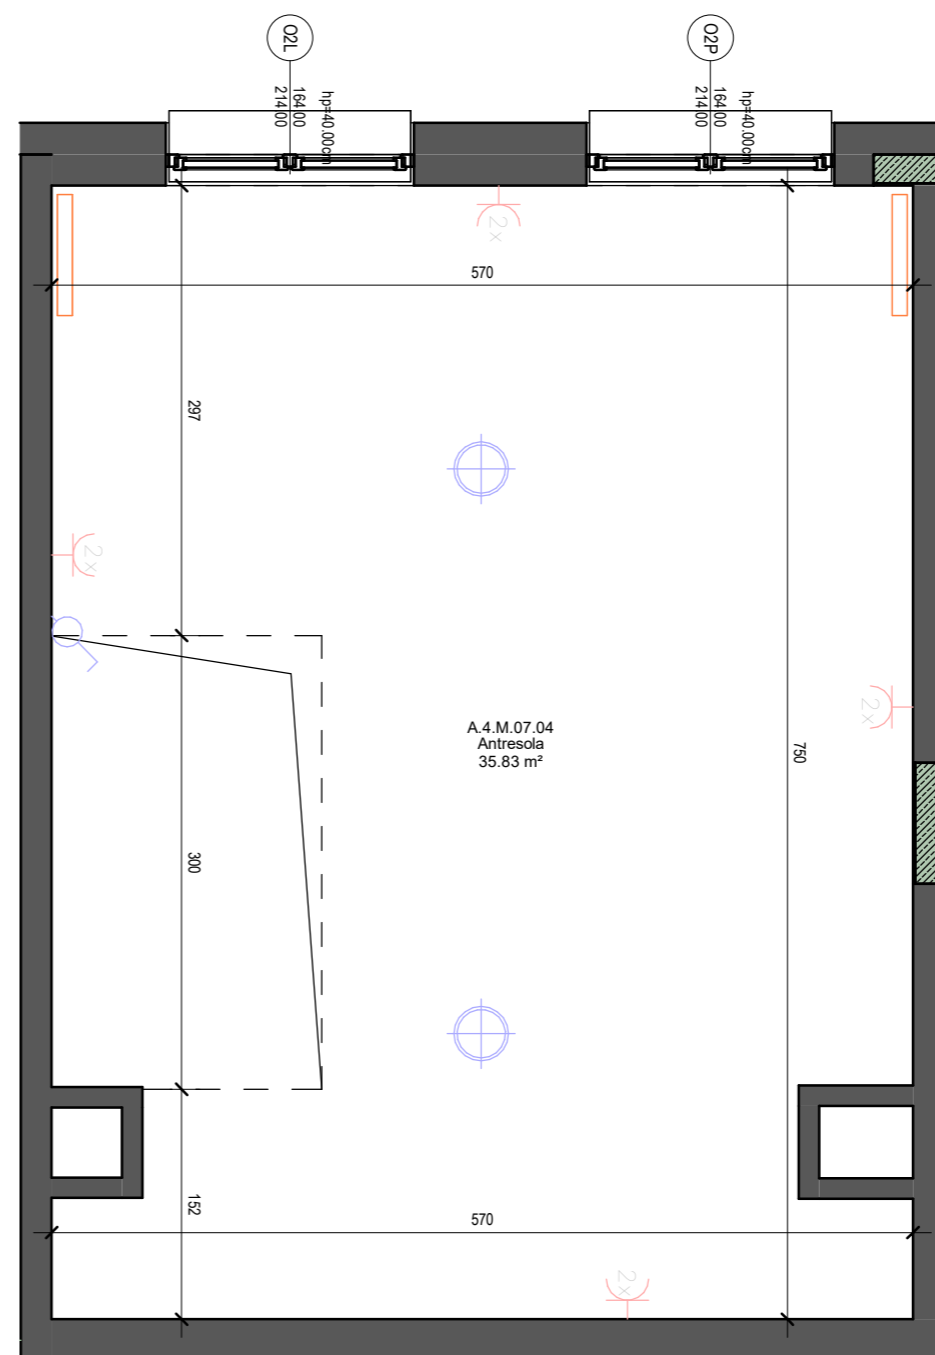 O2L
O2P
hp=40.00cm
164.00
214.00
hp=40.00cm
164.00
214.00
2x
570
297
2x
2x
A.4.M.07.04
Antresola
35.83 m²
750
300
152
570
2x